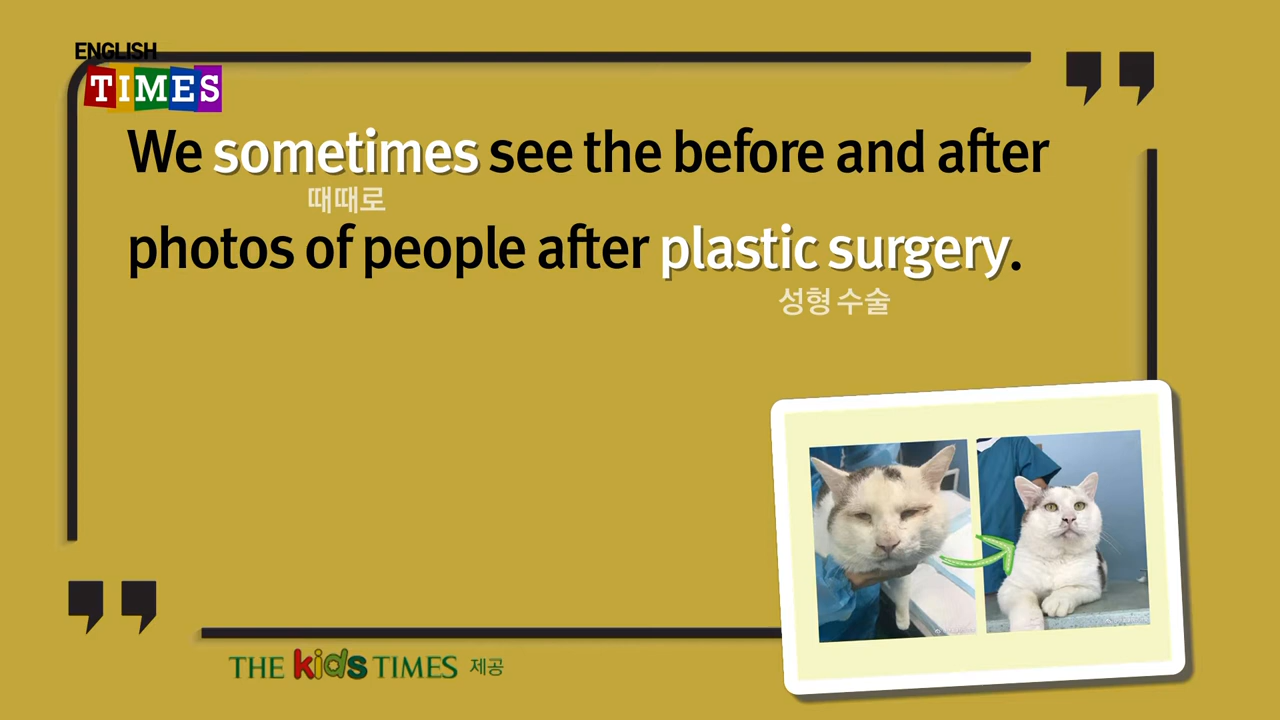 ENGLISH
TIMES
We sometimes see the before and after
때때로
photos of people after plastic surgery.
성형 수술
THE kids TIMES 제공